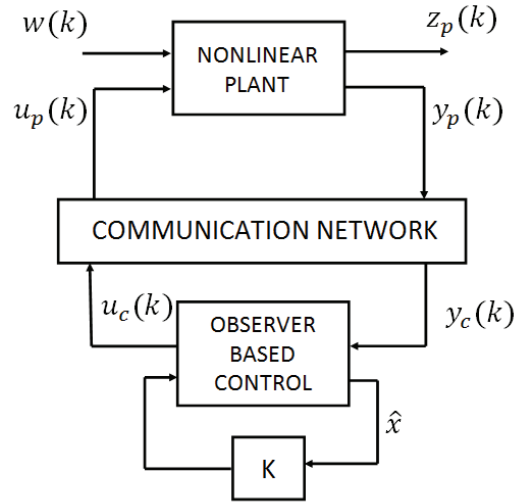 w(k)
z_p(k)
NONLINEAR
PLANT
u_p(k)
y_p(k)
COMMUNICATION NETWORK
u_c(k)
y_c(k)
OBSERVER
BASED
CONTROL
x̂
K